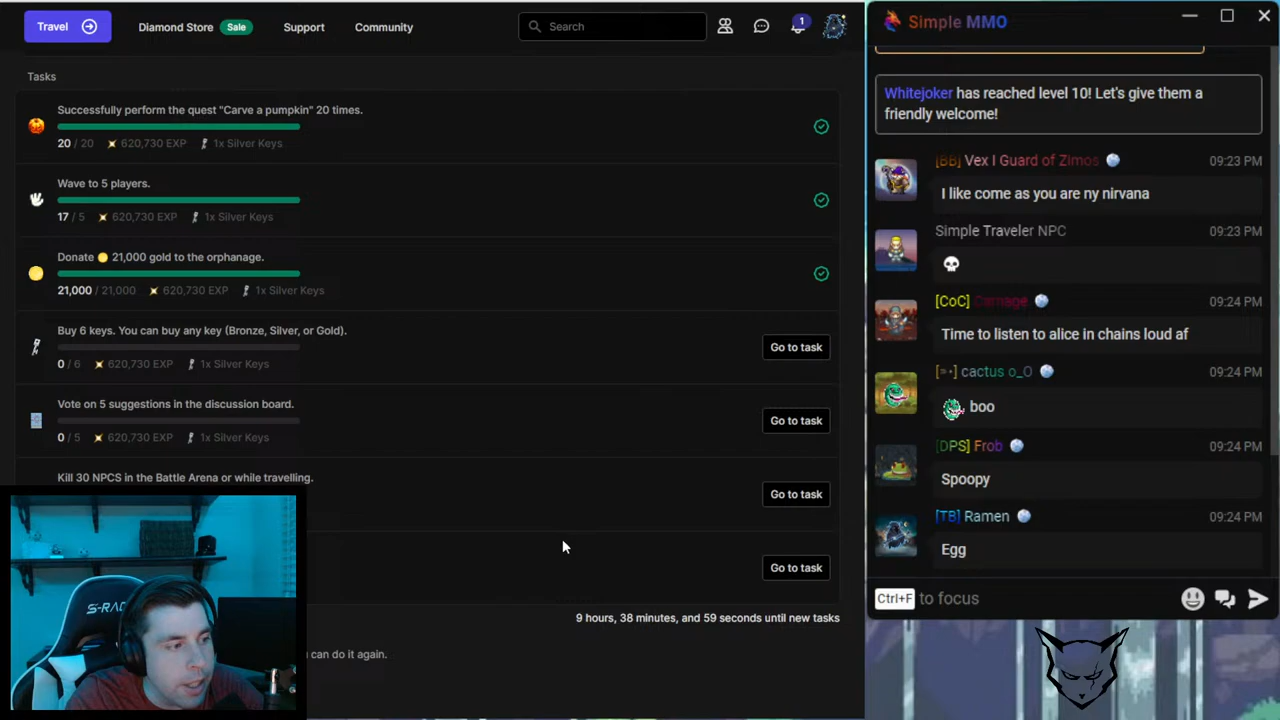 Travel
Diamond Store Sale
Support
Community
Search
1
Tasks
Successfully perform the quest "Carve a pumpkin" 20 times.
20 / 20 620,730 EXP 1x Silver Keys
Wave to 5 players.
17 / 5 620,730 EXP 1x Silver Keys
Donate 21,000 gold to the orphanage.
21,000 / 21,000 620,730 EXP 1x Silver Keys
Buy 6 keys. You can buy any key (Bronze, Silver, or Gold).
0 / 6 620,730 EXP 1x Silver Keys
Go to task
Vote on 5 suggestions in the discussion board.
0 / 5 620,730 EXP 1x Silver Keys
Go to task
Kill 30 NPCS in the Battle Arena or while travelling.
Go to task
Go to task
9 hours, 38 minutes, and 59 seconds until new tasks
can do it again.
S-RAC
Simple MMO
Whitejoker has reached level 10! Let's give them a
friendly welcome!
[BB] Vex I Guard of Zimos 09:23 PM
I like come as you are ny nirvana
Simple Traveler NPC 09:23 PM
[CoC] Carnage 09:24 PM
Time to listen to alice in chains loud af
cactus o_O 09:24 PM
boo
[DPS] Frob 09:24 PM
Spoopy
[TB] Ramen 09:24 PM
Egg
Ctrl+F to focus